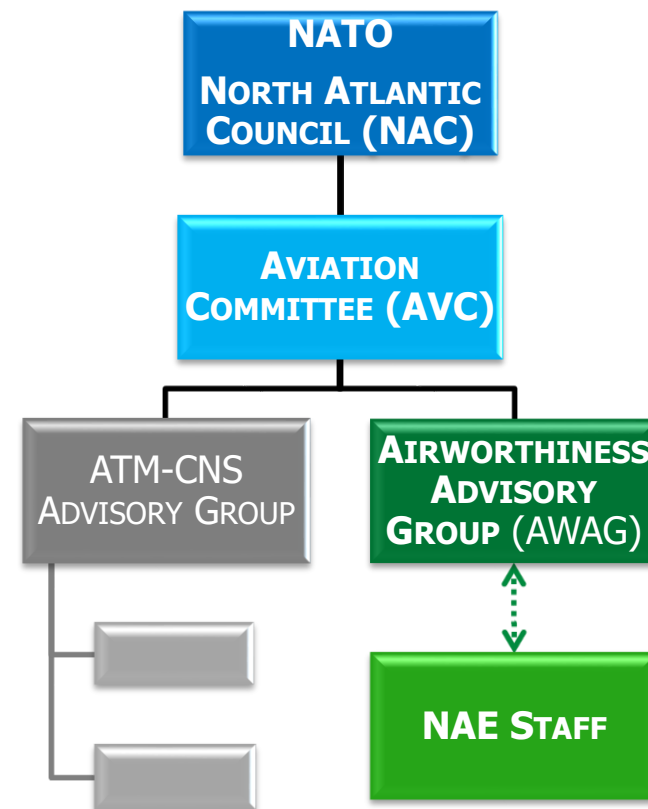 NATO
NORTH ATLANTIC
COUNCIL (NAC)
AVIATION
COMMITTEE (AVC)
ATM-CNS
ADVISORY GROUP
AIRWORTHINESS
ADVISORY
GROUP (AWAG)
NAE STAFF